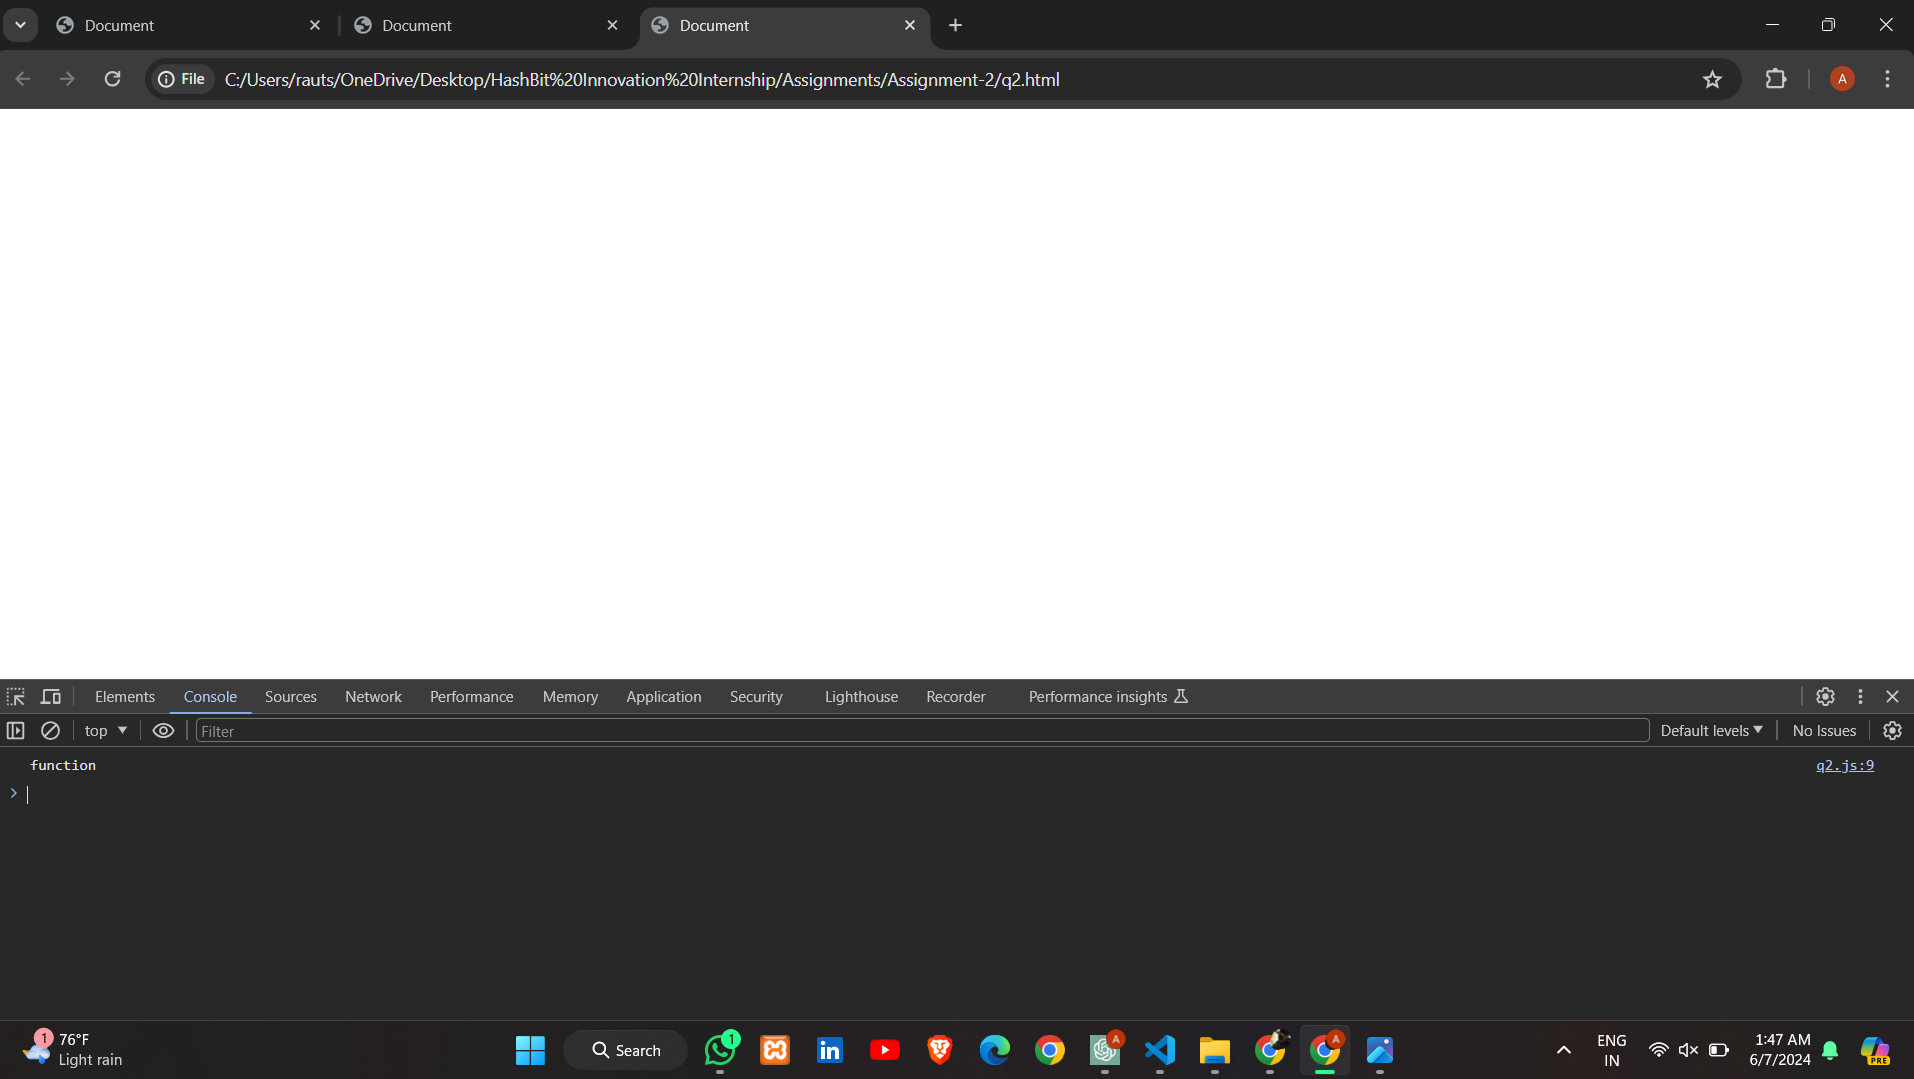 Document
Document
Document
File
C:/Users/rauts/OneDrive/Desktop/HashBit%20Innovation%20Internship/Assignments/Assignment-2/q2.html
A
Elements Console Sources Network Performance Memory Application Security Lighthouse Recorder Performance insights
top
Filter
Default levels
No Issues
function
q2.js:9
1
76°F
Light rain
Search
1
in
A
A
ENG
IN
1:47 AM
6/7/2024
PRE